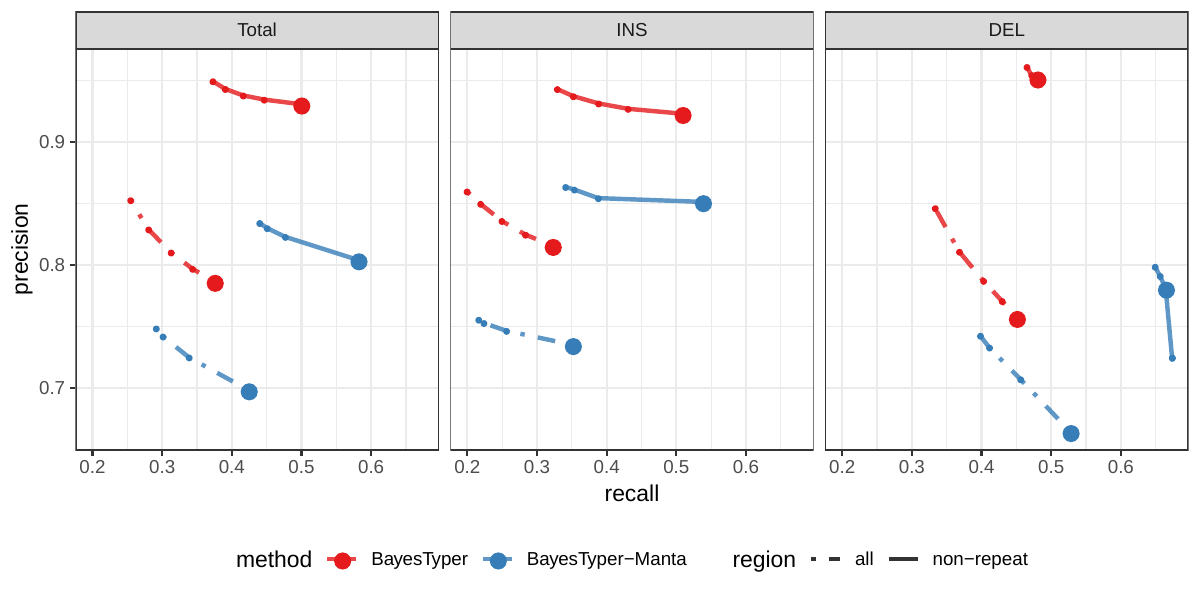 Total INS DEL
precision
0.9
0.8
0.7
0.2 0.3 0.4 0.5 0.6 0.2 0.3 0.4 0.5 0.6 0.2 0.3 0.4 0.5 0.6
recall
method BayesTyper BayesTyper−Manta region all non−repeat